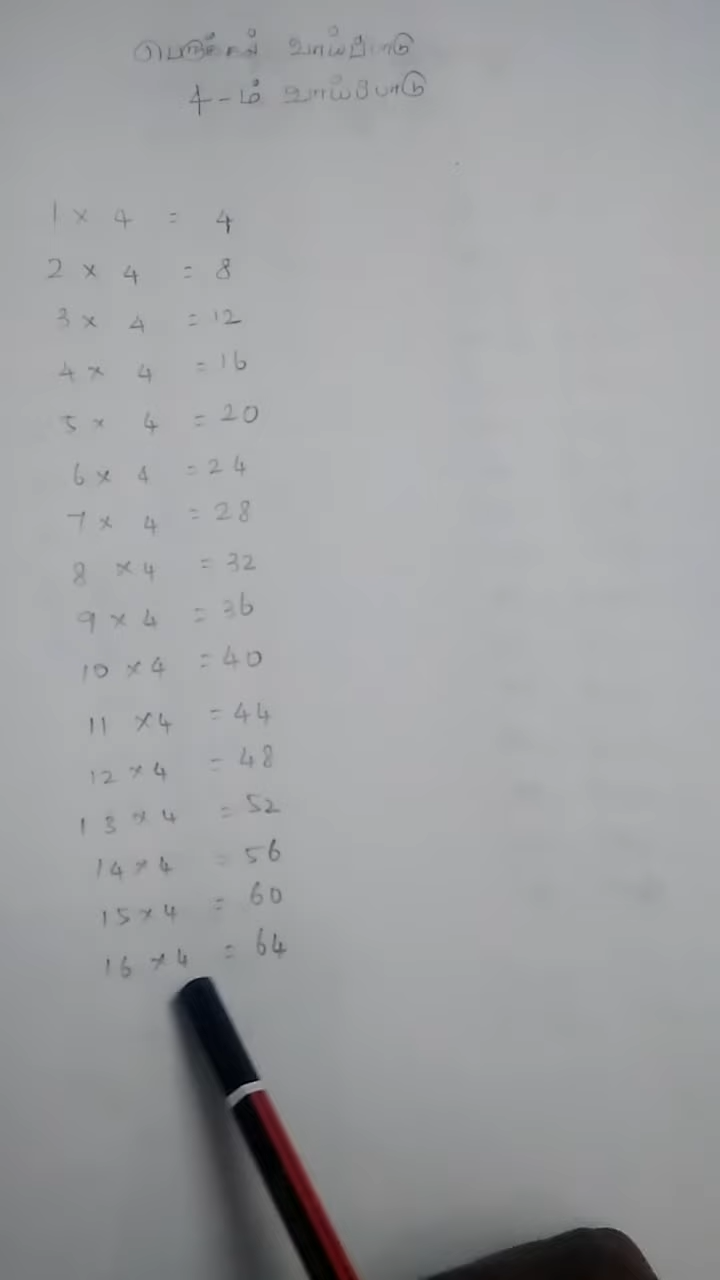 பெருக்கல் வாய்ப்பாடு
4-ம் வாய்ப்பாடு
1 × 4 = 4
2 × 4 = 8
3 × 4 = 12
4 × 4 = 16
5 × 4 = 20
6 × 4 = 24
7 × 4 = 28
8 × 4 = 32
9 × 4 = 36
10 × 4 = 40
11 × 4 = 44
12 × 4 = 48
13 × 4 = 52
14 × 4 = 56
15 × 4 = 60
16 × 4 = 64